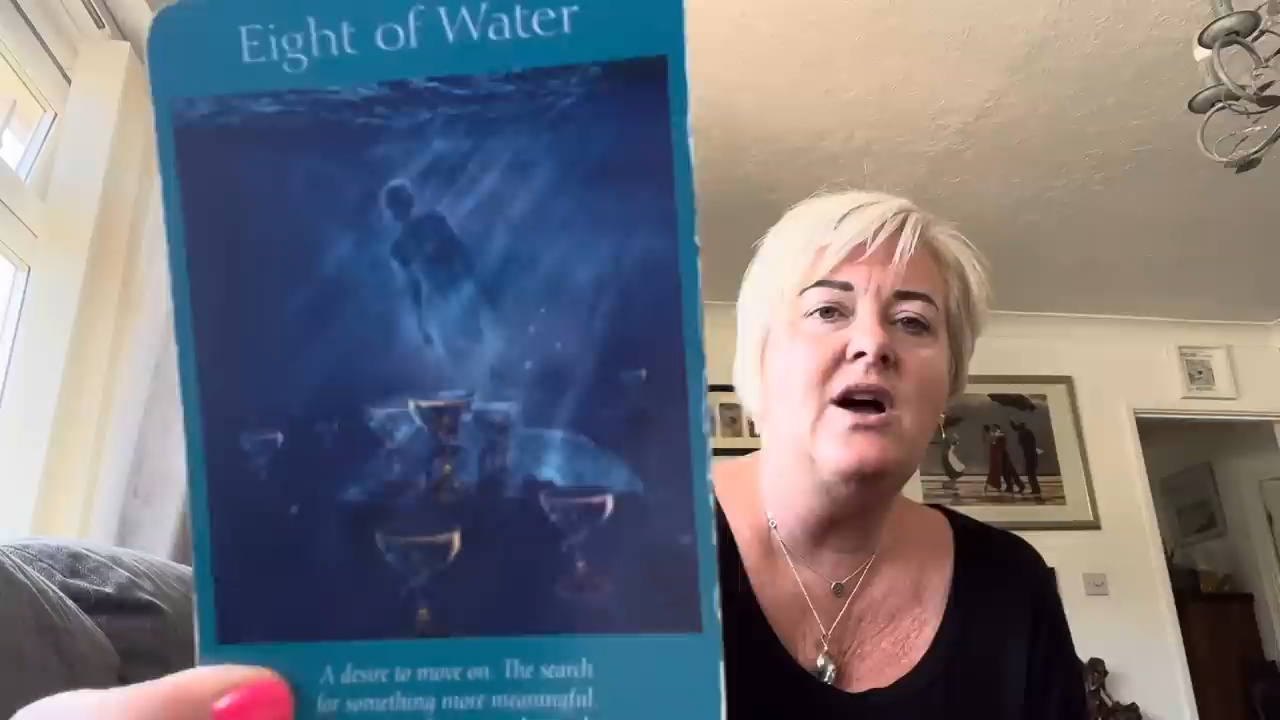 Eight of Water
A desire to move on. The search
for something more meaningful.